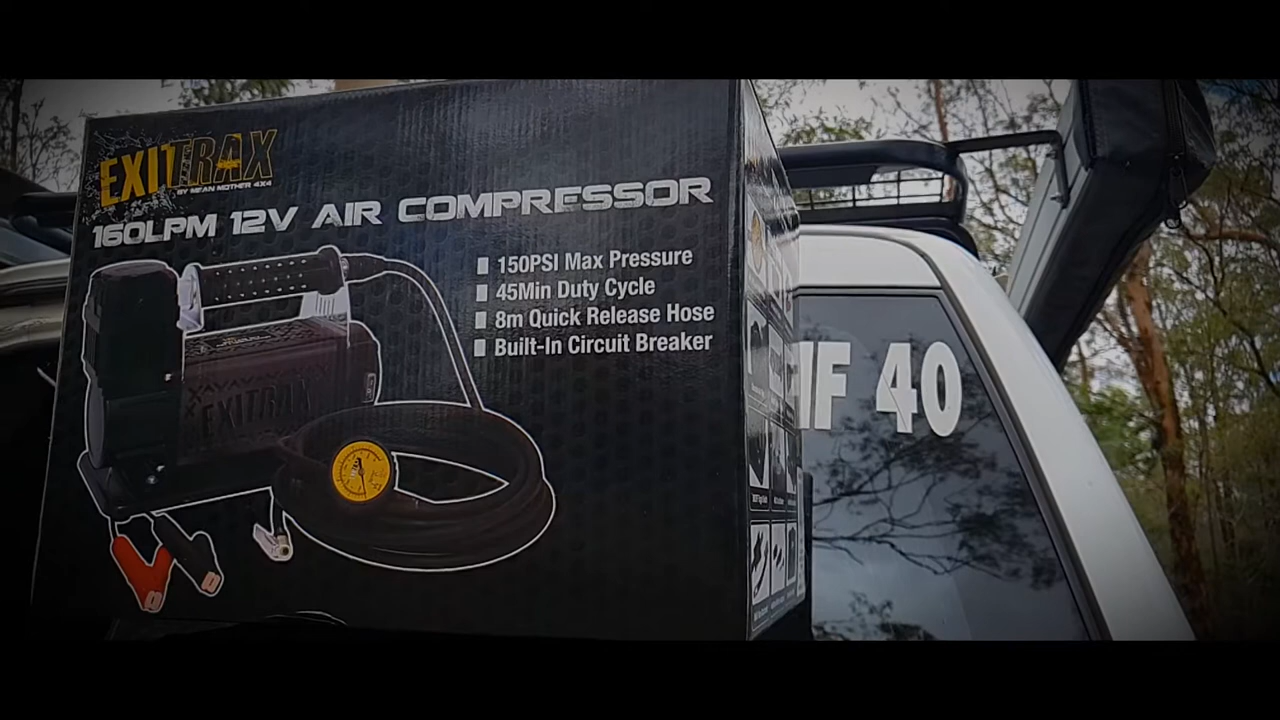 EXITRAX
BY MEAN MOTHER 4X4
160LPM 12V AIR COMPRESSOR
150PSI Max Pressure
45Min Duty Cycle
8m Quick Release Hose
Built-In Circuit Breaker
EXITRAX
F 40